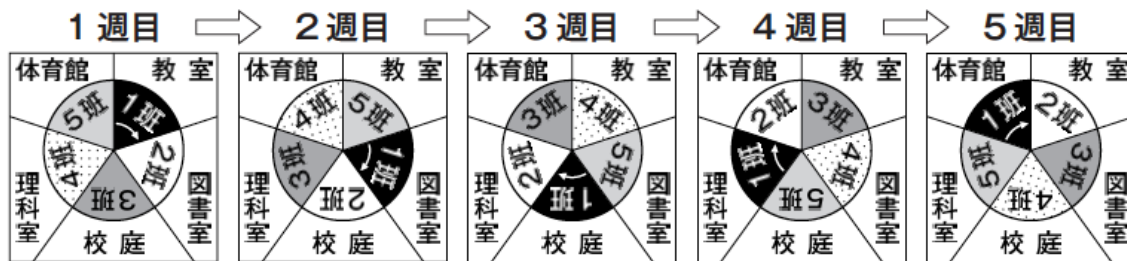 1週目 2週目 3週目 4週目 5週目
体育館 教室 体育館 教室 体育館 教室 体育館 教室 体育館 教室
5班 1班 4班 5班 3班 4班 2班 3班 1班 2班
4班 2班 3班 1班 2班 5班 1班 4班 5班 3班
3班 2班 1班 5班 4班
理科室 図書室 理科室 図書室 理科室 図書室 理科室 図書室 理科室 図書室
校庭 校庭 校庭 校庭 校庭